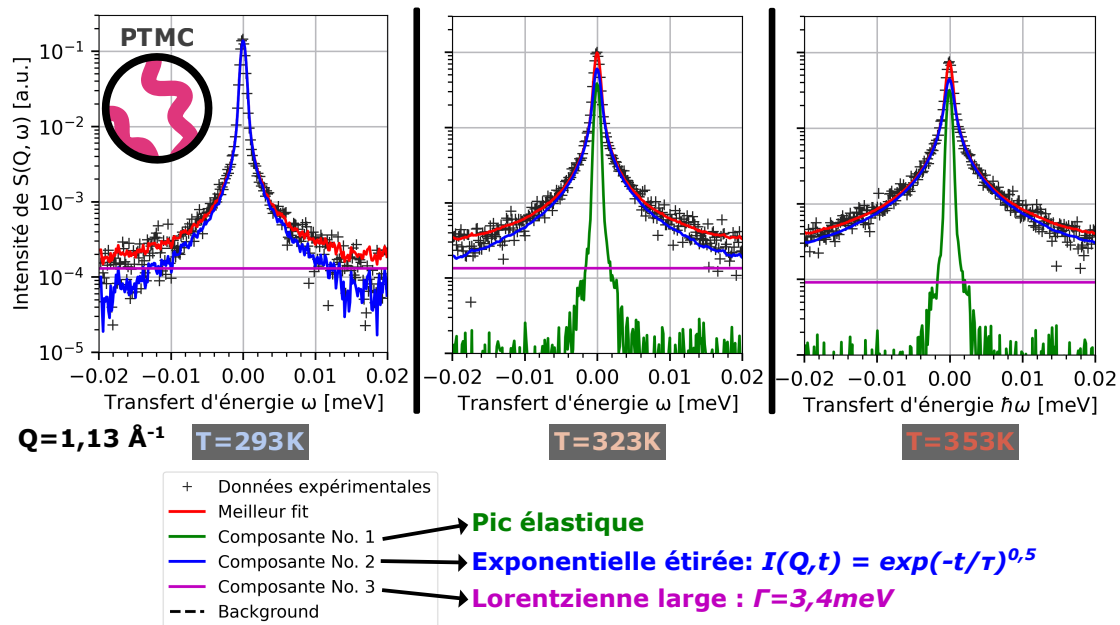 PTMC
Intensité de S(Q, ω) [a.u.]
10⁻¹
10⁻²
10⁻³
10⁻⁴
10⁻⁵
−0.02 −0.01 0.00 0.01 0.02
−0.02 −0.01 0.00 0.01 0.02
−0.02 −0.01 0.00 0.01 0.02
Transfert d'énergie ω [meV]
Transfert d'énergie ω [meV]
Transfert d'énergie ℏω [meV]
Q=1,13 Å⁻¹
T=293K
T=323K
T=353K
Données expérimentales
Meilleur fit
Composante No. 1
Composante No. 2
Composante No. 3
Background
Pic élastique
Exponentielle étirée: I(Q,t) = exp(-t/τ)⁰,⁵
Lorentzienne large : Γ=3,4meV